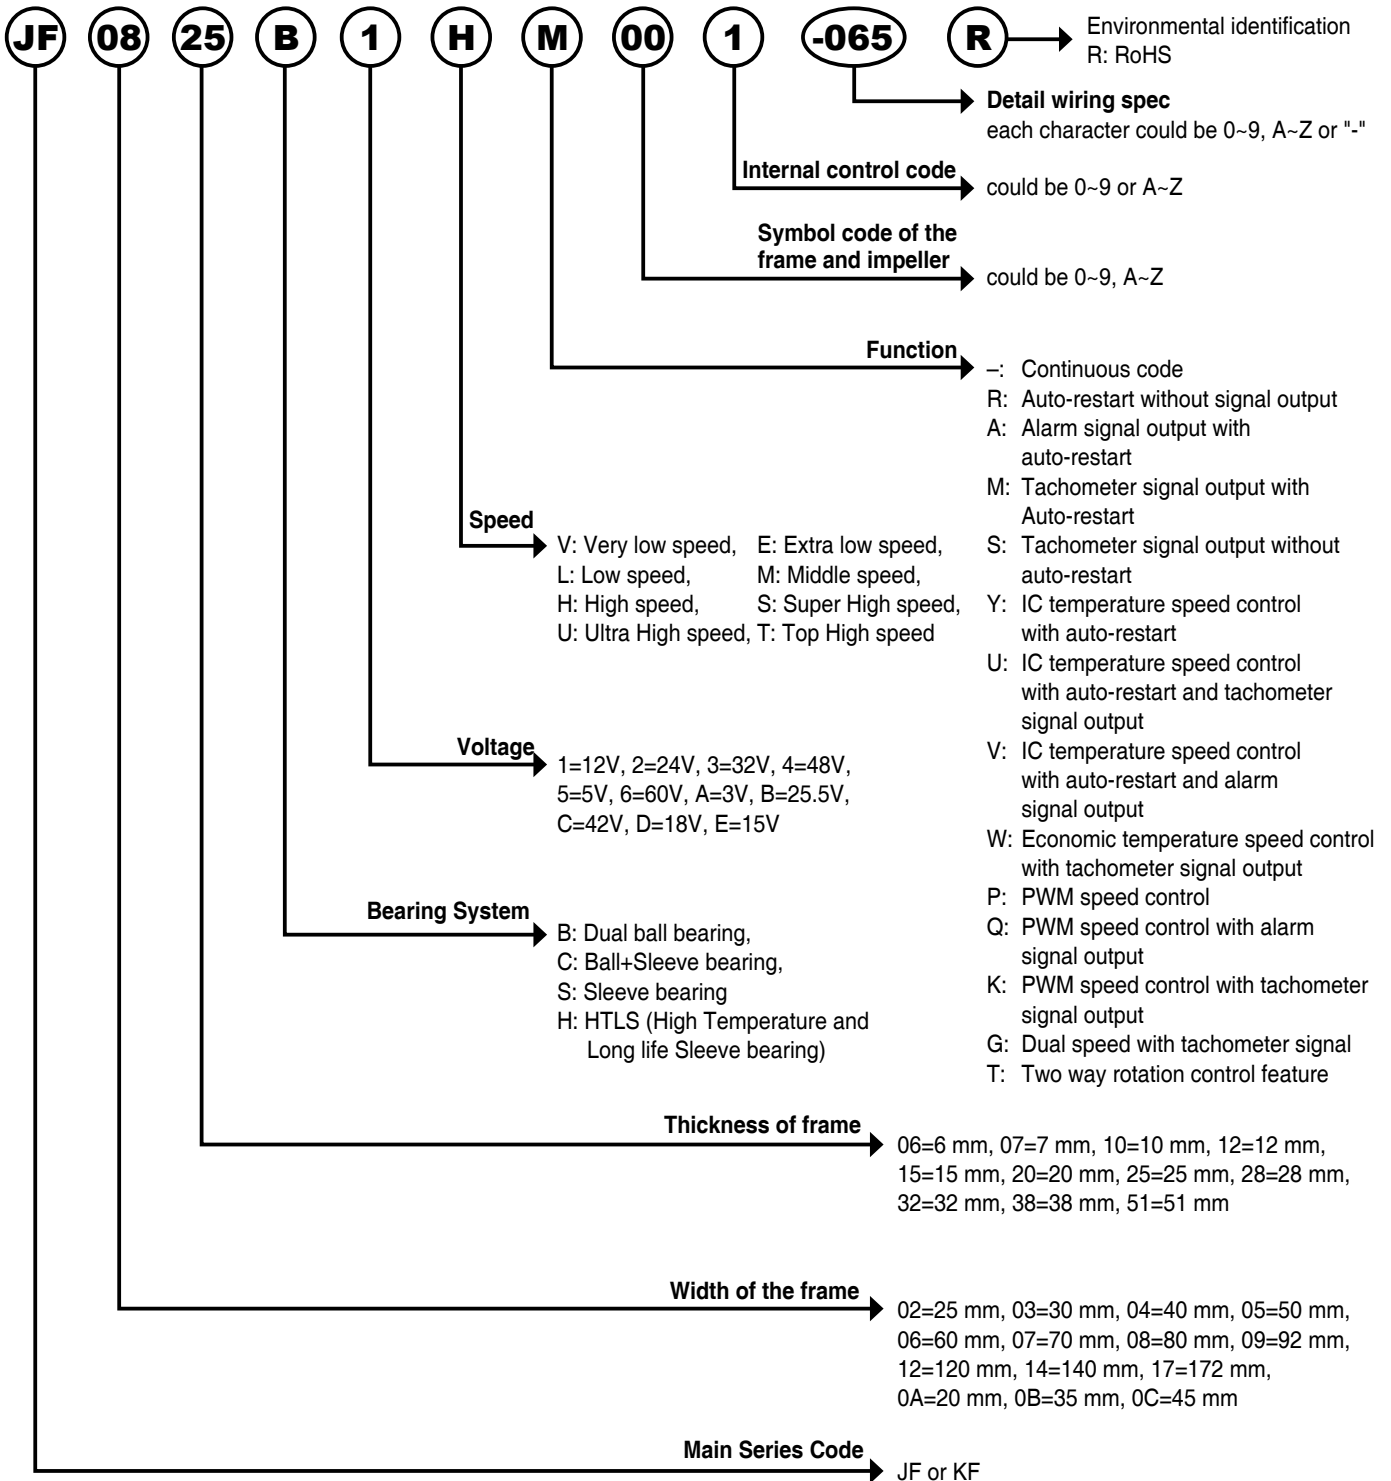 JF 08 25 B 1 H M 00 1 -065 R
Environmental identification
R: RoHS
Detail wiring spec
each character could be 0~9, A~Z or "-"
Internal control code
could be 0~9 or A~Z
Symbol code of the
frame and impeller
could be 0~9, A~Z
Function
–: Continuous code
R: Auto-restart without signal output
A: Alarm signal output with
auto-restart
M: Tachometer signal output with
Auto-restart
S: Tachometer signal output without
auto-restart
Y: IC temperature speed control
with auto-restart
U: IC temperature speed control
with auto-restart and tachometer
signal output
V: IC temperature speed control
with auto-restart and alarm
signal output
W: Economic temperature speed control
with tachometer signal output
P: PWM speed control
Q: PWM speed control with alarm
signal output
K: PWM speed control with tachometer
signal output
G: Dual speed with tachometer signal
T: Two way rotation control feature
Speed
V: Very low speed, E: Extra low speed,
L: Low speed, M: Middle speed,
H: High speed, S: Super High speed,
U: Ultra High speed, T: Top High speed
Voltage
1=12V, 2=24V, 3=32V, 4=48V,
5=5V, 6=60V, A=3V, B=25.5V,
C=42V, D=18V, E=15V
Bearing System
B: Dual ball bearing,
C: Ball+Sleeve bearing,
S: Sleeve bearing
H: HTLS (High Temperature and
Long life Sleeve bearing)
Thickness of frame
06=6 mm, 07=7 mm, 10=10 mm, 12=12 mm,
15=15 mm, 20=20 mm, 25=25 mm, 28=28 mm,
32=32 mm, 38=38 mm, 51=51 mm
Width of the frame
02=25 mm, 03=30 mm, 04=40 mm, 05=50 mm,
06=60 mm, 07=70 mm, 08=80 mm, 09=92 mm,
12=120 mm, 14=140 mm, 17=172 mm,
0A=20 mm, 0B=35 mm, 0C=45 mm
Main Series Code
JF or KF